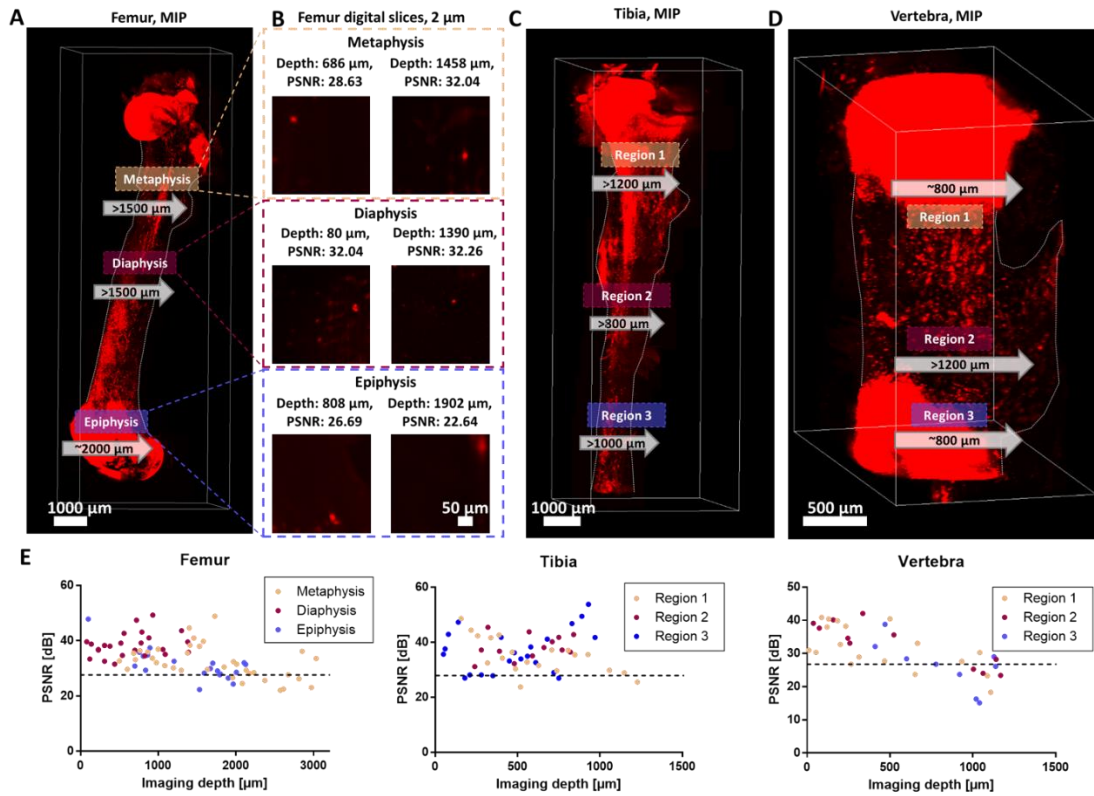 A
Femur, MIP
Metaphysis
>1500 µm
Diaphysis
>1500 µm
Epiphysis
~2000 µm
1000 µm
B
Femur digital slices, 2 µm
Metaphysis
Depth: 686 µm,
PSNR: 28.63
Depth: 1458 µm,
PSNR: 32.04
Diaphysis
Depth: 80 µm,
PSNR: 32.04
Depth: 1390 µm,
PSNR: 32.26
Epiphysis
Depth: 808 µm,
PSNR: 26.69
Depth: 1902 µm,
PSNR: 22.64
50 µm
C
Tibia, MIP
Region 1
>1200 µm
Region 2
>800 µm
Region 3
>1000 µm
1000 µm
D
Vertebra, MIP
~800 µm
Region 1
Region 2
>1200 µm
Region 3
~800 µm
500 µm
E
Femur
PSNR [dB]
60
40
20
0
0
1000
2000
3000
Imaging depth [µm]
Metaphysis
Diaphysis
Epiphysis
Tibia
PSNR [dB]
60
40
20
0
0
500
1000
1500
Imaging depth [µm]
Region 1
Region 2
Region 3
Vertebra
PSNR [dB]
50
40
30
20
10
0
0
500
1000
1500
Imaging depth [µm]
Region 1
Region 2
Region 3